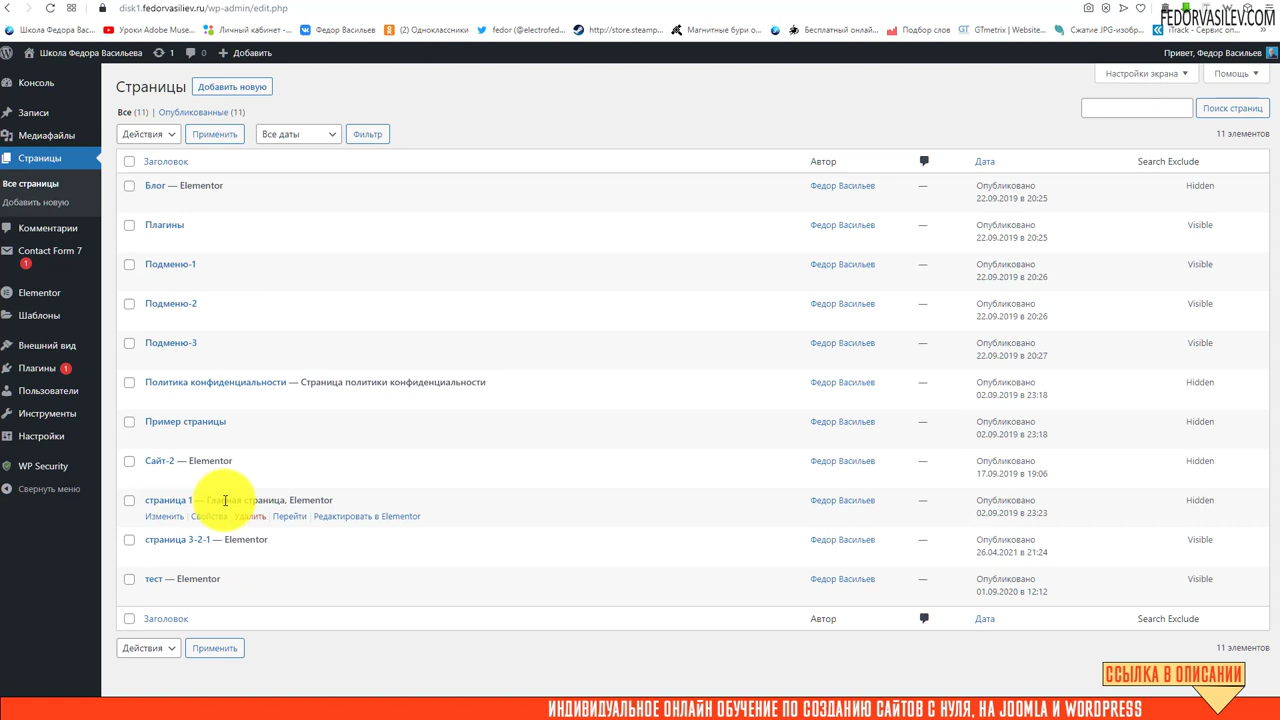 disk1.fedorvasiliev.ru/wp-admin/edit.php
FEDORVASILEV.COM
Школа Федора Вас...
Уроки Adobe Muse...
Личный кабинет -...
Федор Васильев
(2) Одноклассники
fedor (@electrofed...
http://store.steamp...
Магнитные бури о...
Бесплатный онлай...
Подбор слов
GTmetrix | Website...
Сжатие JPG-изобр...
iTrack - Сервис оп...
Школа Федора Васильева
1
0
Добавить
Привет, Федор Васильев
Консоль
Записи
Медиафайлы
Страницы
Все страницы
Добавить новую
Комментарии
Contact Form 7
1
Elementor
Шаблоны
Внешний вид
Плагины 1
Пользователи
Инструменты
Настройки
WP Security
Свернуть меню
Страницы
Добавить новую
Настройки экрана
Помощь
Все (11) | Опубликованные (11)
Поиск страниц
Действия
Применить
Все даты
Фильтр
11 элементов
Заголовок
Автор
Дата
Search Exclude
Блог — Elementor
Федор Васильев
—
Опубликовано
22.09.2019 в 20:25
Hidden
Плагины
Федор Васильев
—
Опубликовано
22.09.2019 в 20:25
Visible
Подменю-1
Федор Васильев
—
Опубликовано
22.09.2019 в 20:26
Visible
Подменю-2
Федор Васильев
—
Опубликовано
22.09.2019 в 20:26
Visible
Подменю-3
Федор Васильев
—
Опубликовано
22.09.2019 в 20:27
Visible
Политика конфиденциальности — Страница политики конфиденциальности
Федор Васильев
—
Опубликовано
02.09.2019 в 23:18
Hidden
Пример страницы
Федор Васильев
—
Опубликовано
02.09.2019 в 23:18
Hidden
Сайт-2 — Elementor
Федор Васильев
—
Опубликовано
17.09.2019 в 19:06
Hidden
страница 1 — Главная страница, Elementor
Изменить | Свойства | Удалить | Перейти | Редактировать в Elementor
Федор Васильев
—
Опубликовано
02.09.2019 в 23:23
Hidden
страница 3-2-1 — Elementor
Федор Васильев
—
Опубликовано
26.04.2021 в 21:24
Visible
тест — Elementor
Федор Васильев
—
Опубликовано
01.09.2020 в 12:12
Visible
Заголовок
Автор
Дата
Search Exclude
Действия
Применить
11 элементов
ССЫЛКА В ОПИСАНИИ
ИНДИВИДУАЛЬНОЕ ОНЛАЙН ОБУЧЕНИЕ ПО СОЗДАНИЮ САЙТОВ С НУЛЯ, НА JOOMLA И WORDPRESS